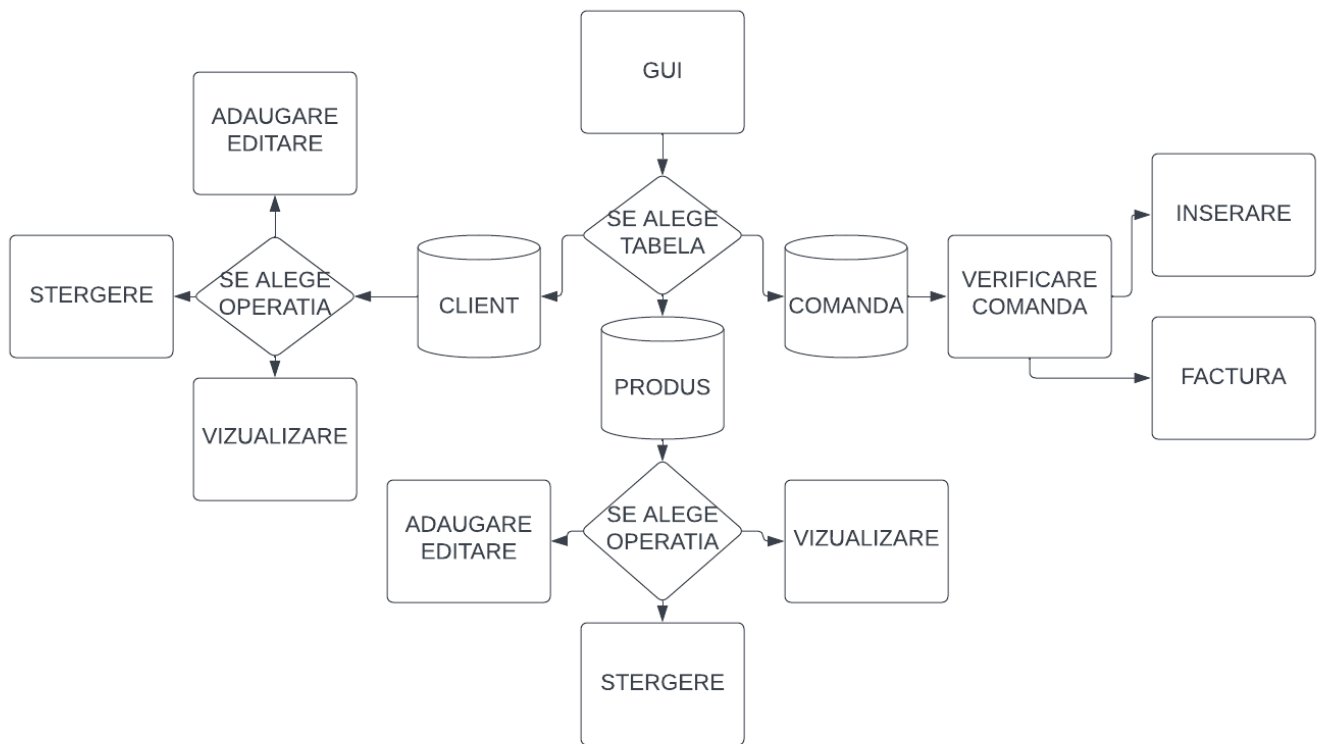 GUI
ADAUGARE
EDITARE
SE ALEGE
TABELA
INSERARE
STERGERE
SE ALEGE
OPERATIA
CLIENT
COMANDA
VERIFICARE
COMANDA
PRODUS
FACTURA
VIZUALIZARE
ADAUGARE
EDITARE
SE ALEGE
OPERATIA
VIZUALIZARE
STERGERE